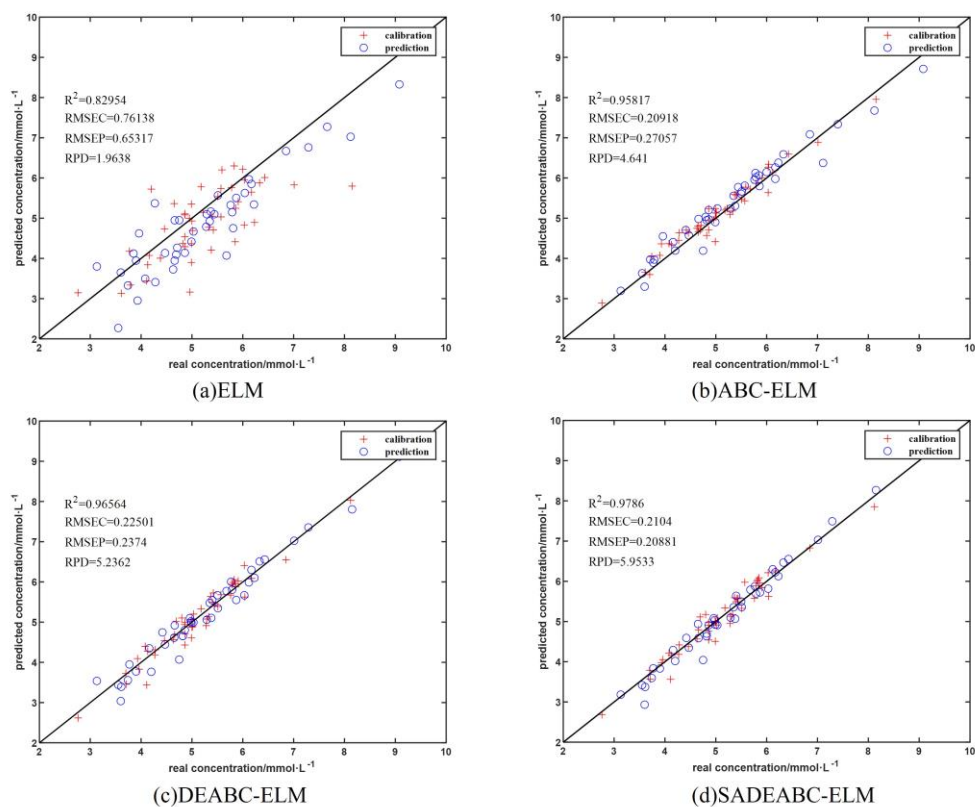 10
9
8
7
6
5
4
3
2
predicted concentration/mmol·L⁻¹
+ calibration
○ prediction
R²=0.82954
RMSEC=0.76138
RMSEP=0.65317
RPD=1.9638
2 3 4 5 6 7 8 9 10
real concentration/mmol·L⁻¹
(a)ELM
10
9
8
7
6
5
4
3
2
predicted concentration/mmol·L⁻¹
+ calibration
○ prediction
R²=0.95817
RMSEC=0.20918
RMSEP=0.27057
RPD=4.641
2 3 4 5 6 7 8 9 10
real concentration/mmol·L⁻¹
(b)ABC-ELM
10
9
8
7
6
5
4
3
2
predicted concentration/mmol·L⁻¹
+ calibration
○ prediction
R²=0.96564
RMSEC=0.22501
RMSEP=0.2374
RPD=5.2362
2 3 4 5 6 7 8 9 10
real concentration/mmol·L⁻¹
(c)DEABC-ELM
10
9
8
7
6
5
4
3
2
predicted concentration/mmol·L⁻¹
+ calibration
○ prediction
R²=0.9786
RMSEC=0.2104
RMSEP=0.20881
RPD=5.9533
2 3 4 5 6 7 8 9 10
real concentration/mmol·L⁻¹
(d)SADEABC-ELM